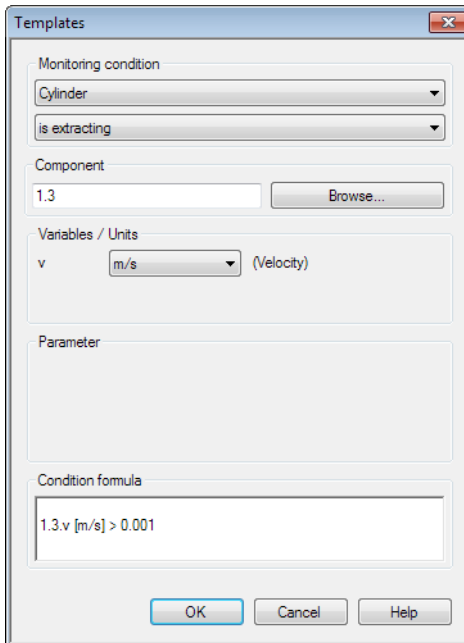 Templates
Monitoring condition
Cylinder
is extracting
Component
1.3
Browse...
Variables / Units
v m/s (Velocity)
Parameter
Condition formula
1.3.v [m/s] > 0.001
OK Cancel Help